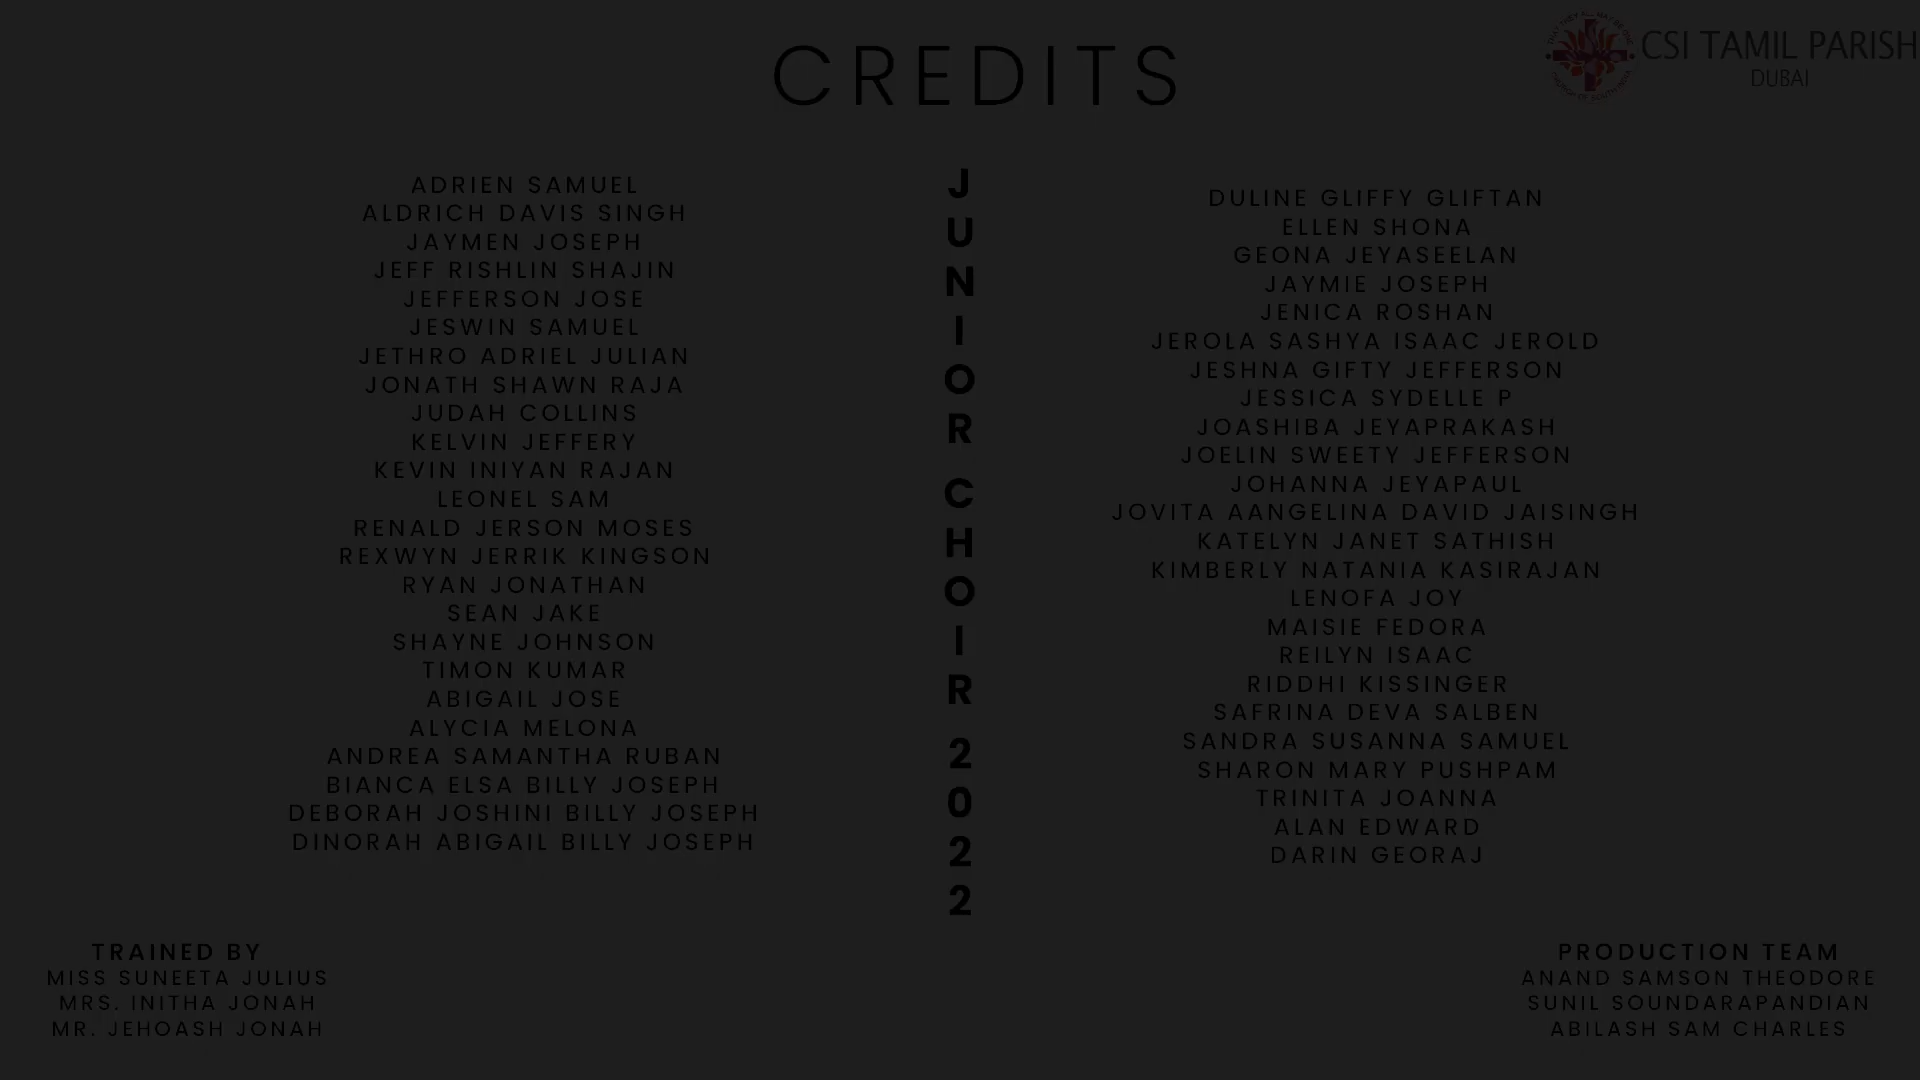 CREDITS
CSI TAMIL PARISH
DUBAI
ADRIEN SAMUEL
ALDRICH DAVIS SINGH
JAYMEN JOSEPH
JEFF RISHLIN SHAJIN
JEFFERSON JOSE
JESWIN SAMUEL
JETHRO ADRIEL JULIAN
JONATH SHAWN RAJA
JUDAH COLLINS
KELVIN JEFFERY
KEVIN INIYAN RAJAN
LEONEL SAM
RENALD JERSON MOSES
REXWYN JERRIK KINGSON
RYAN JONATHAN
SEAN JAKE
SHAYNE JOHNSON
TIMON KUMAR
ABIGAIL JOSE
ALYCIA MELONA
ANDREA SAMANTHA RUBAN
BIANCA ELSA BILLY JOSEPH
DEBORAH JOSHINI BILLY JOSEPH
DINORAH ABIGAIL BILLY JOSEPH
JUNIOR CHOIR 2022
DULINE GLIFFY GLIFTAN
ELLEN SHONA
GEONA JEYASEELAN
JAYMIE JOSEPH
JENICA ROSHAN
JEROLA SASHYA ISAAC JEROLD
JESHNA GIFTY JEFFERSON
JESSICA SYDELLE P
JOASHIBA JEYAPRAKASH
JOELIN SWEETY JEFFERSON
JOHANNA JEYAPAUL
JOVITA AANGELINA DAVID JAISINGH
KATELYN JANET SATHISH
KIMBERLY NATANIA KASIRAJAN
LENOFA JOY
MAISIE FEDORA
REILYN ISAAC
RIDDHI KISSINGER
SAFRINA DEVA SALBEN
SANDRA SUSANNA SAMUEL
SHARON MARY PUSHPAM
TRINITA JOANNA
ALAN EDWARD
DARIN GEORAJ
TRAINED BY
MISS SUNEETA JULIUS
MRS. INITHA JONAH
MR. JEHOASH JONAH
PRODUCTION TEAM
ANAND SAMSON THEODORE
SUNIL SOUNDARAPANDIAN
ABILASH SAM CHARLES